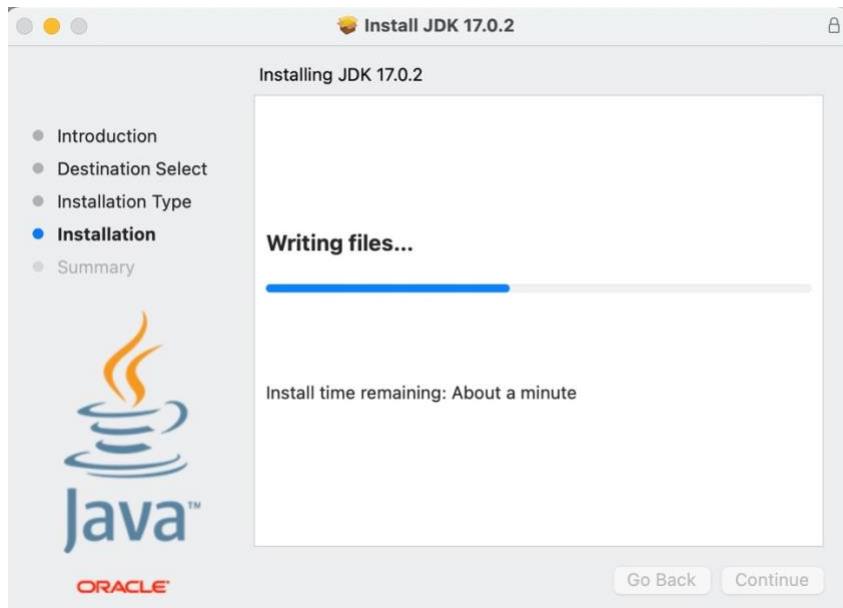 Install JDK 17.0.2
Installing JDK 17.0.2
Introduction
Destination Select
Installation Type
Installation
Summary
Writing files...
Install time remaining: About a minute
Java™
ORACLE®
Go Back
Continue